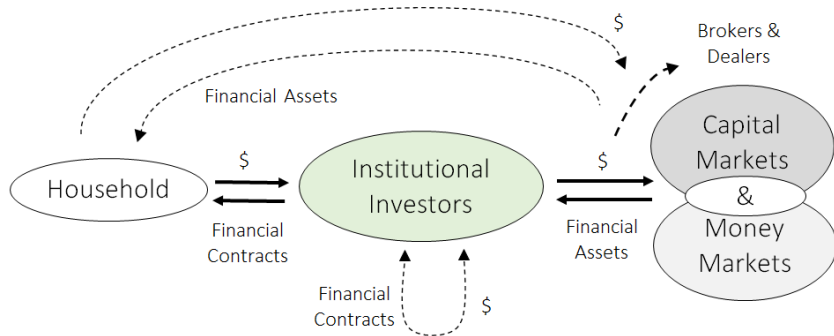 $
Brokers &
Dealers
Financial Assets
Capital
Markets
$
Institutional
Investors
$
Household
&
Financial
Contracts
Financial
Assets
Money
Markets
Financial
Contracts
$